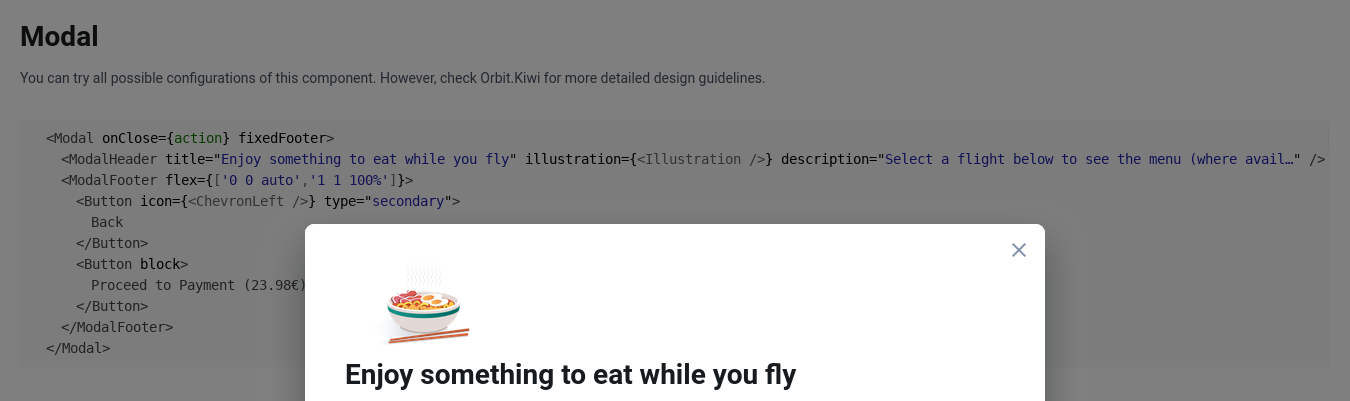 Modal
You can try all possible configurations of this component. However, check Orbit.Kiwi for more detailed design guidelines.
<Modal onClose={action} fixedFooter>
<ModalHeader title="Enjoy something to eat while you fly" illustration={<Illustration />} description="Select a flight below to see the menu (where avail…" />
<ModalFooter flex={['0 0 auto','1 1 100%']}>
<Button icon={<ChevronLeft />} type="secondary">
Back
</Button>
<Button block>
Proceed to Payment (23.98€)
</Button>
</ModalFooter>
</Modal>
Enjoy something to eat while you fly